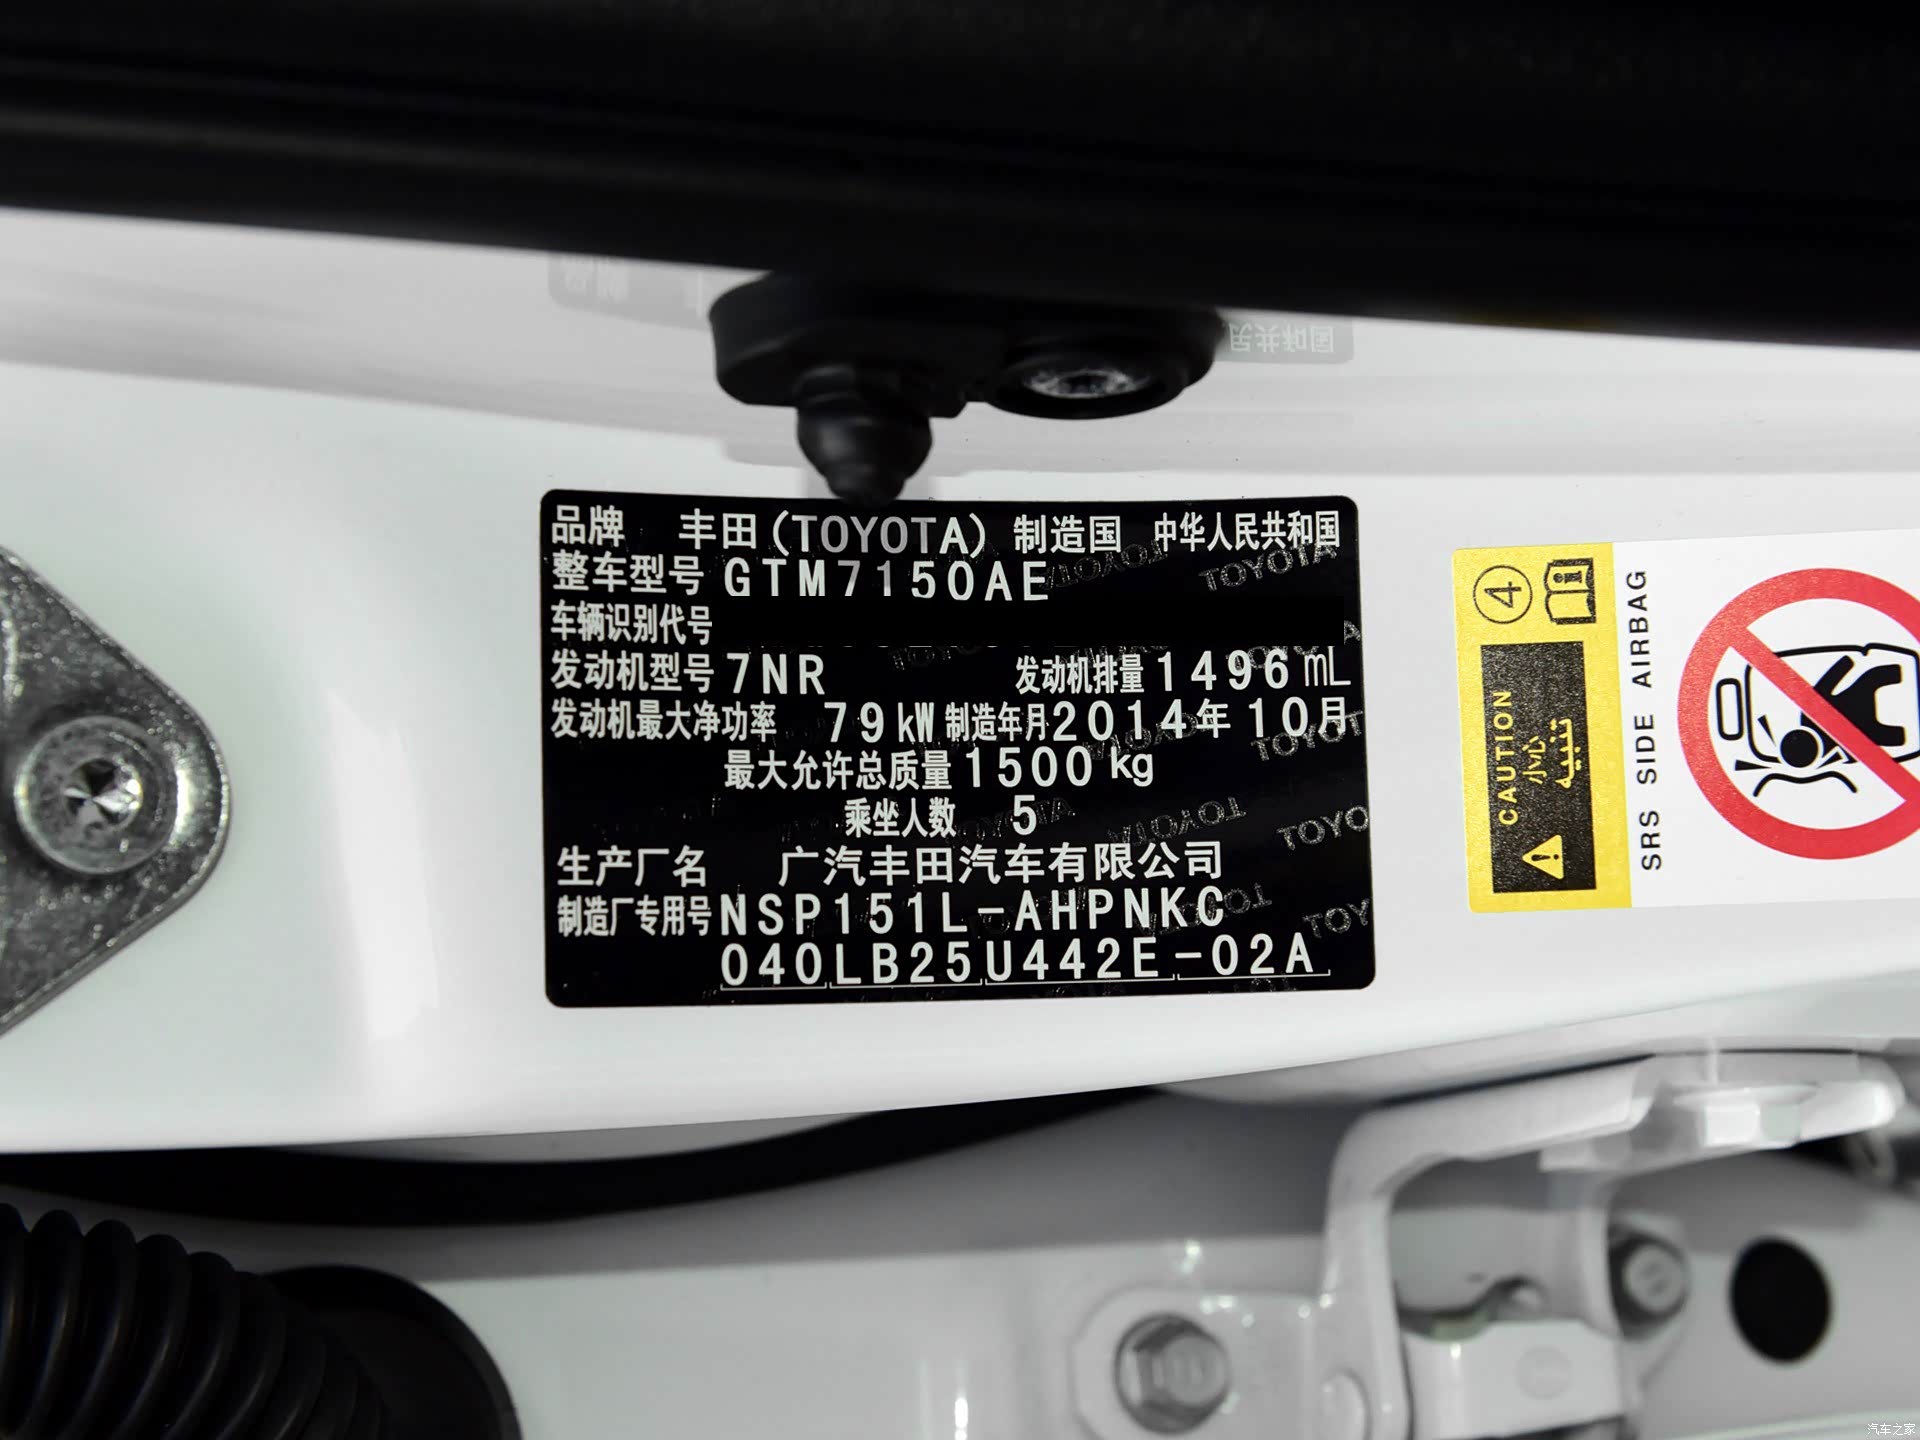 品牌 丰田(TOYOTA) 制造国 中华人民共和国
整车型号 GTM7150AE
车辆识别代号
发动机型号 7NR 发动机排量 1496 mL
发动机最大净功率 79 kW 制造年月 2014年10月
最大允许总质量 1500 kg
乘坐人数 5
生产厂名 广汽丰田汽车有限公司
制造厂专用号 NSP151L-AHPNKC
040LB25U442E-02A
④
CAUTION
小心
تنبيه
SRS SIDE AIRBAG
汽车之家